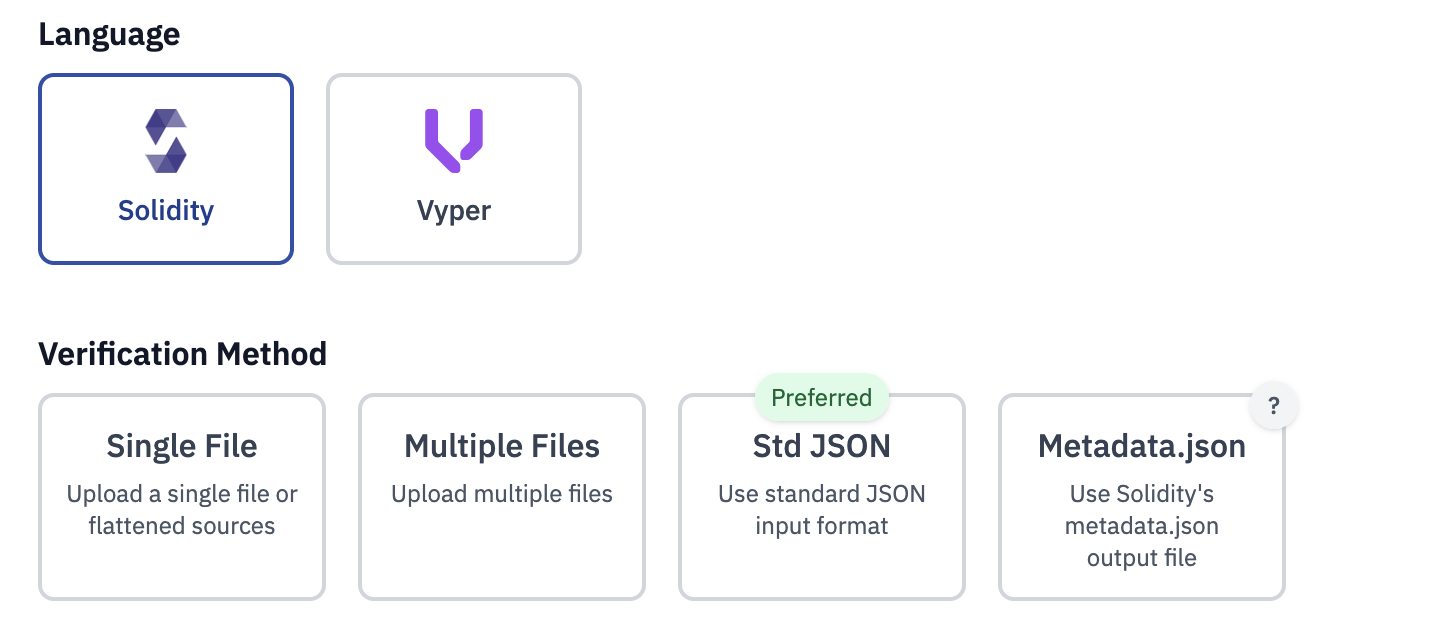 Language
Solidity
Vyper
Verification Method
Single File
Upload a single file or
flattened sources
Multiple Files
Upload multiple files
Preferred
Std JSON
Use standard JSON
input format
?
Metadata.json
Use Solidity's
metadata.json
output file